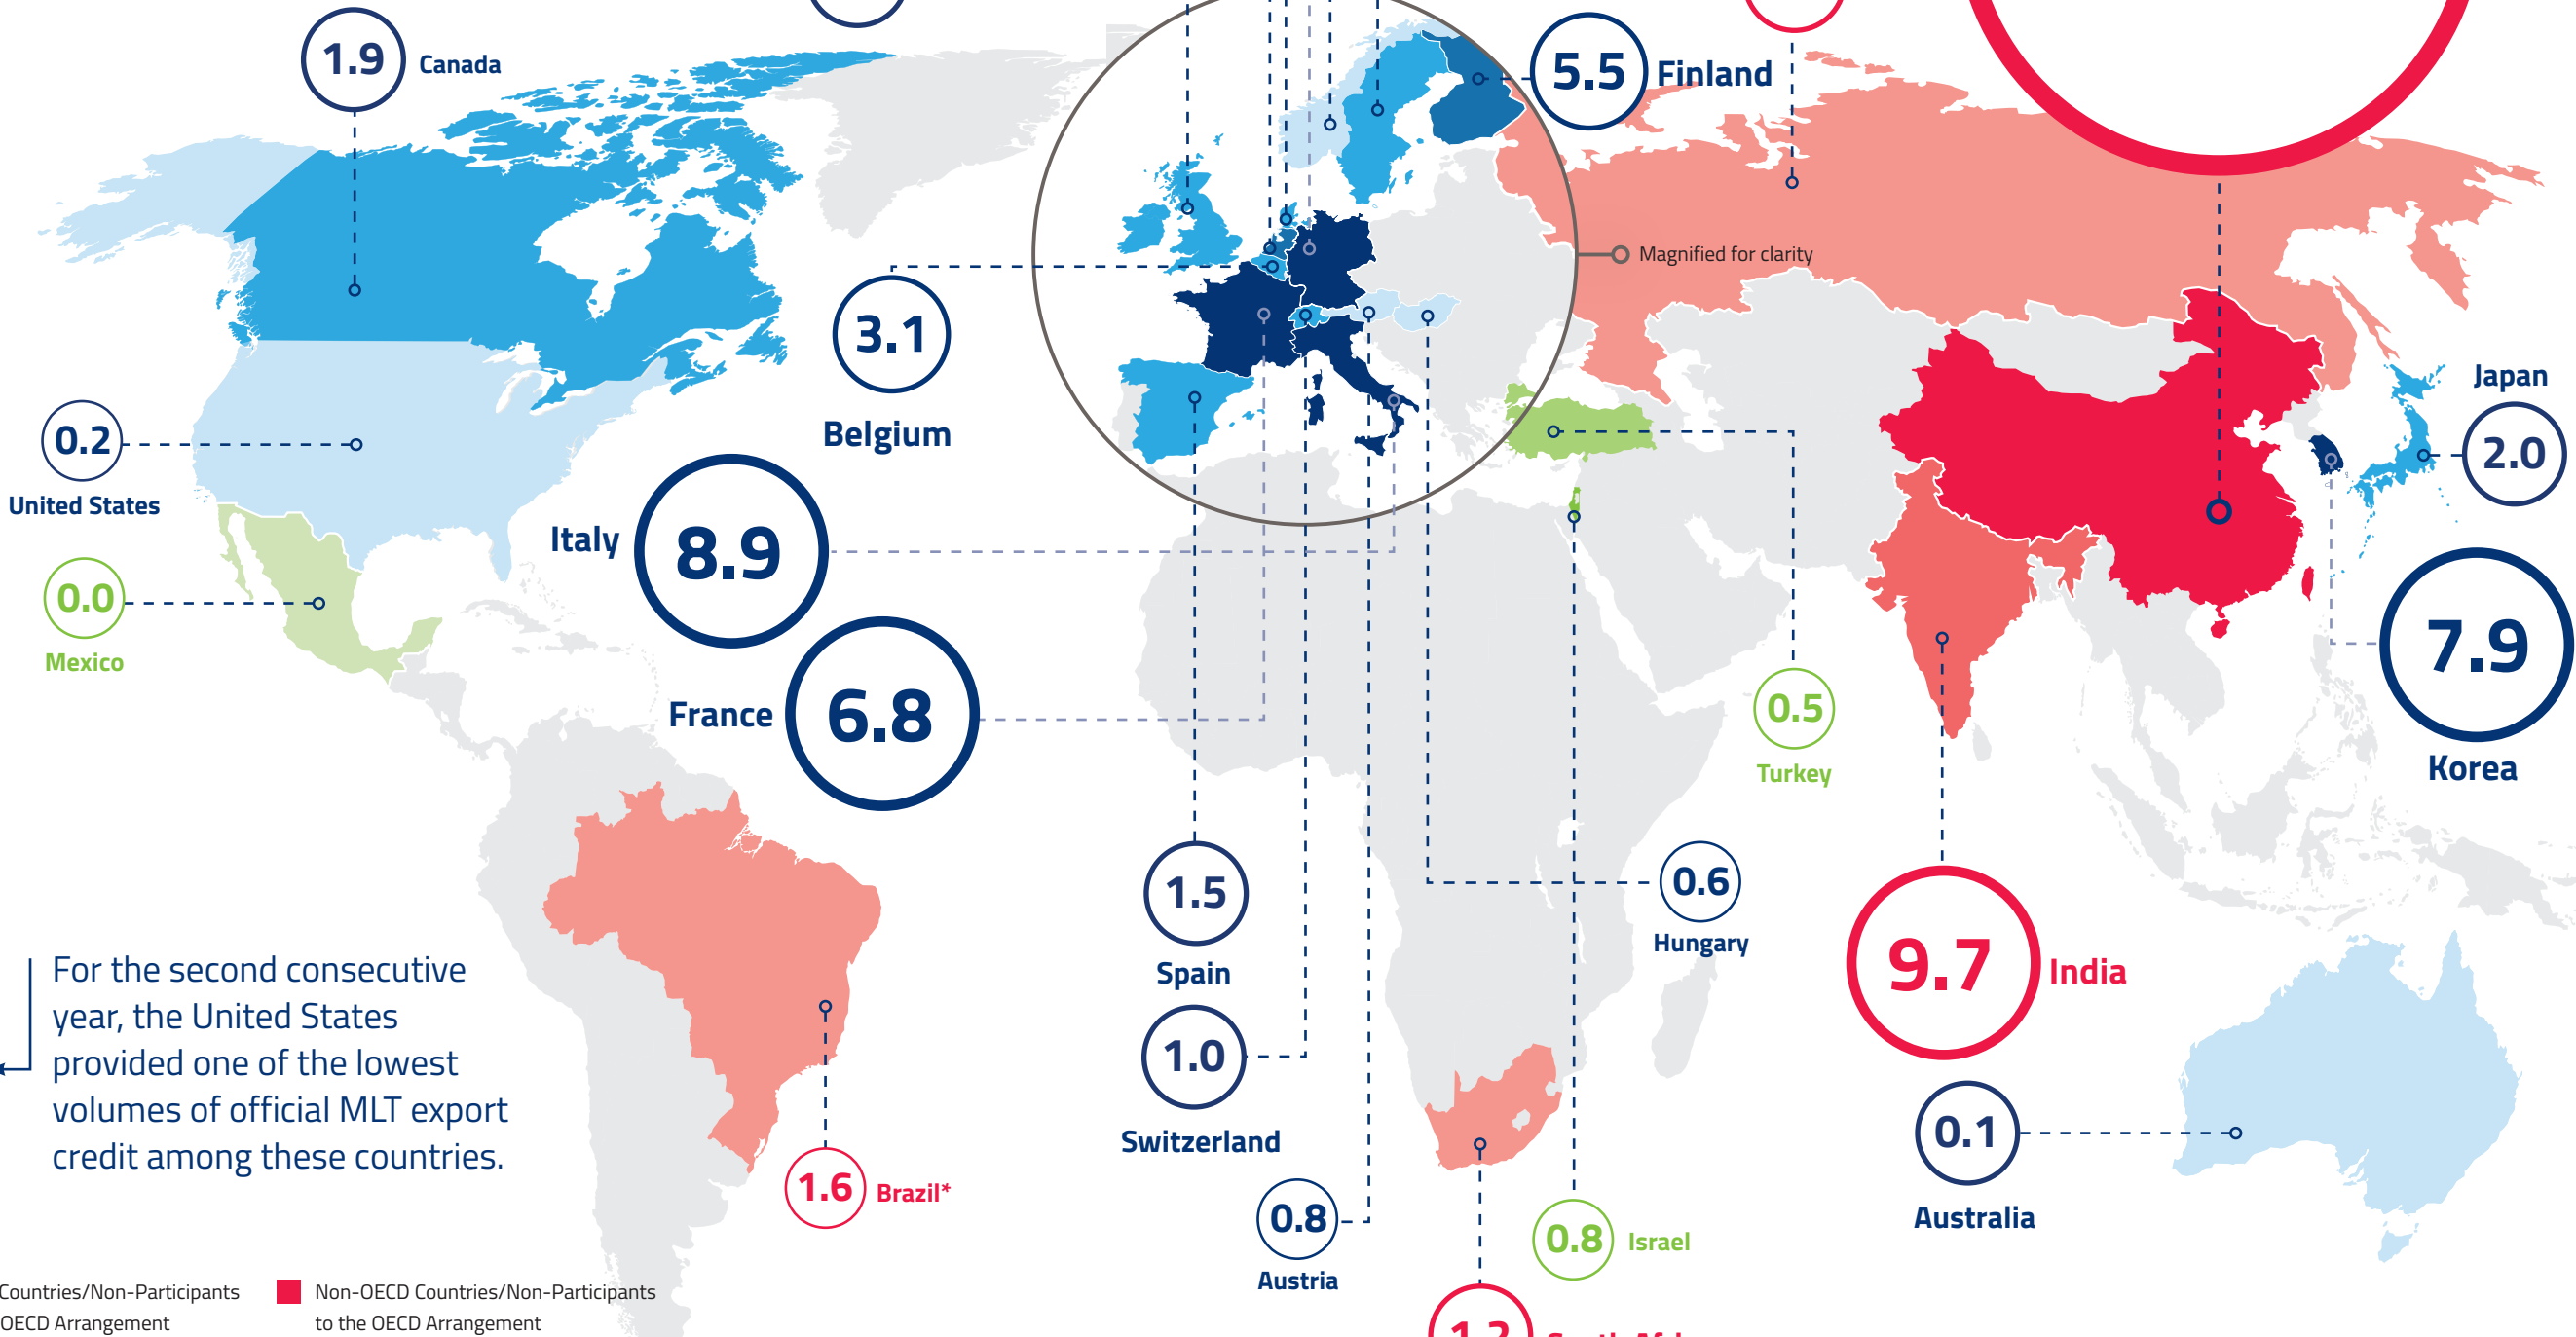 1.9 Canada
5.5 Finland
Magnified for clarity
3.1
Belgium
Japan
2.0
0.2
United States
Italy 8.9
0.0
Mexico
France 6.8
0.5
Turkey
7.9
Korea
1.5
Spain
0.6
Hungary
9.7 India
For the second consecutive
year, the United States
provided one of the lowest
volumes of official MLT export
credit among these countries.
1.0
Switzerland
0.1
Australia
1.6 Brazil*
0.8
Austria
0.8 Israel
Countries/Non-Participants
OECD Arrangement
Non-OECD Countries/Non-Participants
to the OECD Arrangement